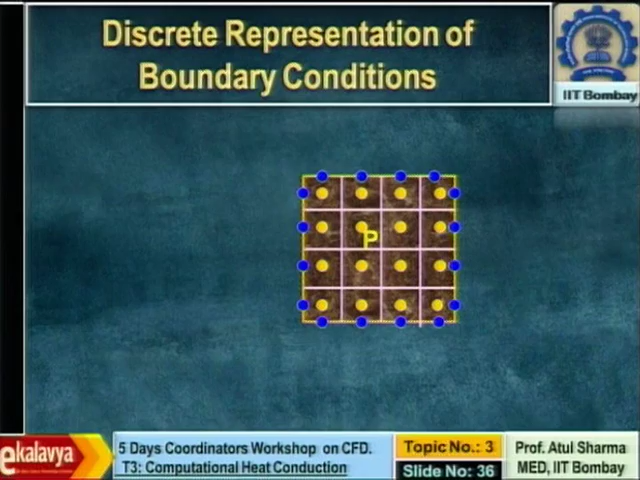 Discrete Representation of
Boundary Conditions
IIT Bombay
P
ekalavya
5 Days Coordinators Workshop on CFD.
T3: Computational Heat Conduction
Topic No.: 3
Slide No: 36
Prof. Atul Sharma
MED, IIT Bombay